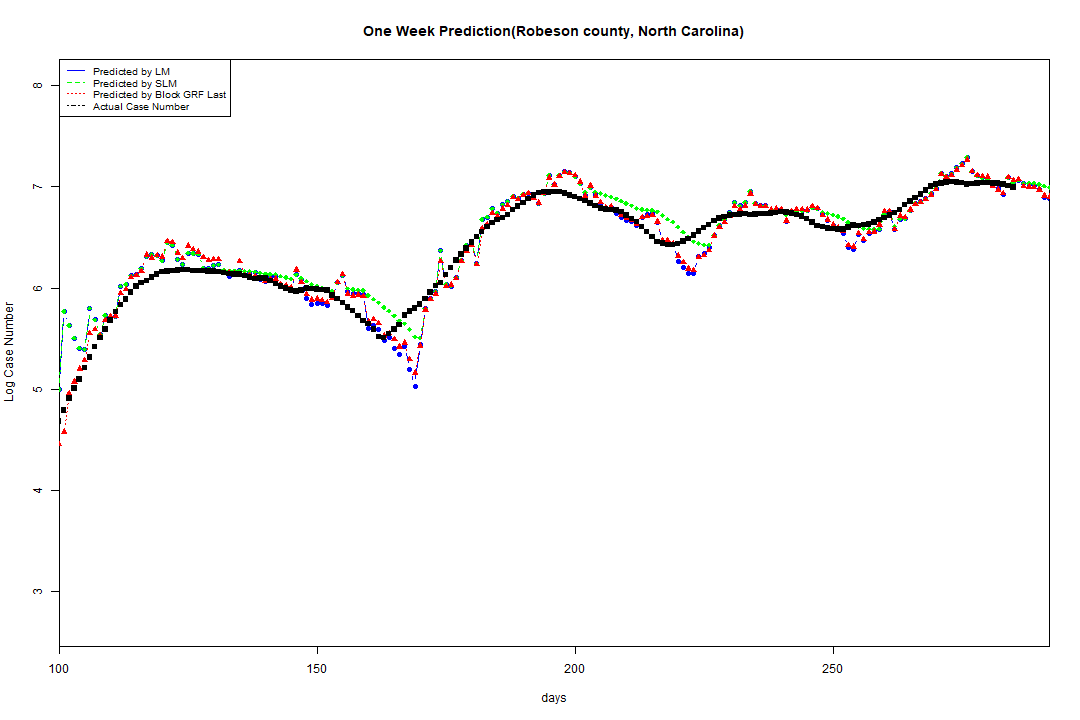 One Week Prediction(Robeson county, North Carolina)
Predicted by LM
Predicted by SLM
Predicted by Block GRF Last
Actual Case Number
8
7
6
5
4
3
Log Case Number
100 150 200 250
days